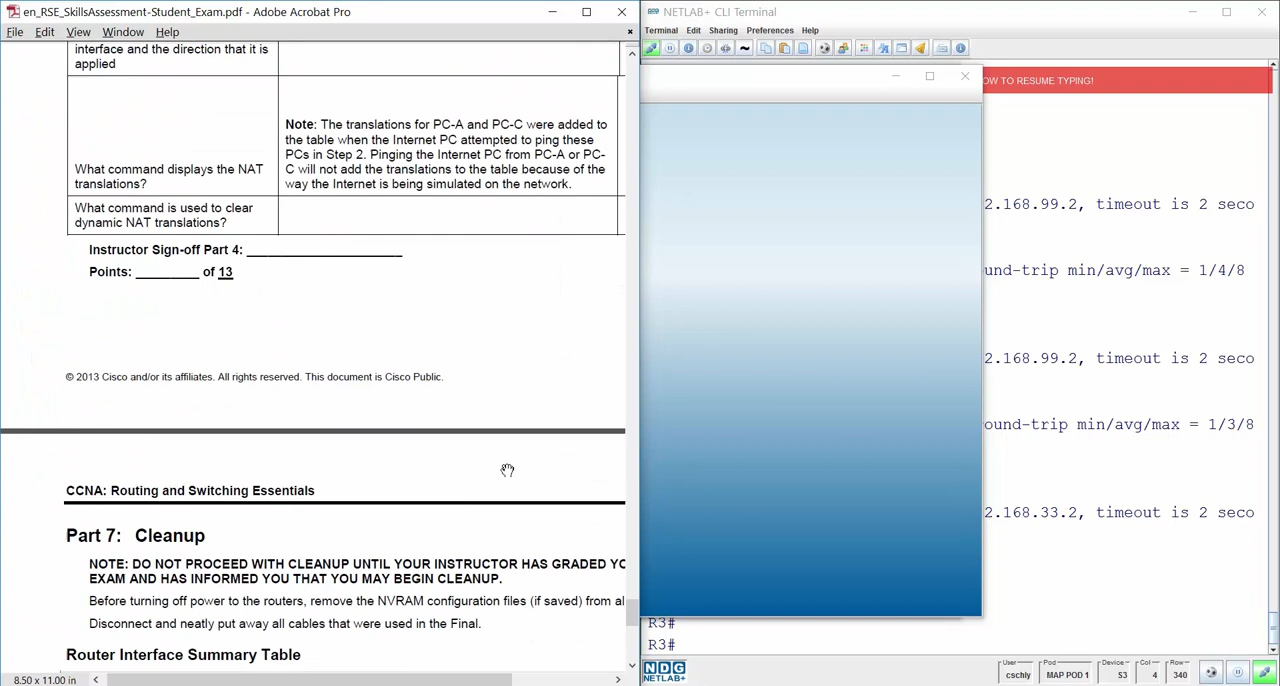 en_RSE_SkillsAssessment-Student_Exam.pdf - Adobe Acrobat Pro
File Edit View Window Help
interface and the direction that it is
applied
What command displays the NAT
translations?
Note: The translations for PC-A and PC-C were added to
the table when the Internet PC attempted to ping these
PCs in Step 2. Pinging the Internet PC from PC-A or PC-
C will not add the translations to the table because of the
way the Internet is being simulated on the network.
What command is used to clear
dynamic NAT translations?
Instructor Sign-off Part 4: ______________________
Points: _________ of 13
© 2013 Cisco and/or its affiliates. All rights reserved. This document is Cisco Public.
CCNA: Routing and Switching Essentials
Part 7: Cleanup
NOTE: DO NOT PROCEED WITH CLEANUP UNTIL YOUR INSTRUCTOR HAS GRADED YO
EXAM AND HAS INFORMED YOU THAT YOU MAY BEGIN CLEANUP.
Before turning off power to the routers, remove the NVRAM configuration files (if saved) from al
Disconnect and neatly put away all cables that were used in the Final.
Router Interface Summary Table
8.50 x 11.00 in
NETLAB+ CLI Terminal
Terminal Edit Sharing Preferences Help
OW TO RESUME TYPING!
2.168.99.2, timeout is 2 seco
und-trip min/avg/max = 1/4/8
2.168.99.2, timeout is 2 seco
ound-trip min/avg/max = 1/3/8
2.168.33.2, timeout is 2 seco
R3#
R3#
NDG
NETLAB+
User
cschly
Pod
MAP POD 1
Device
S3
Col
4
Row
340